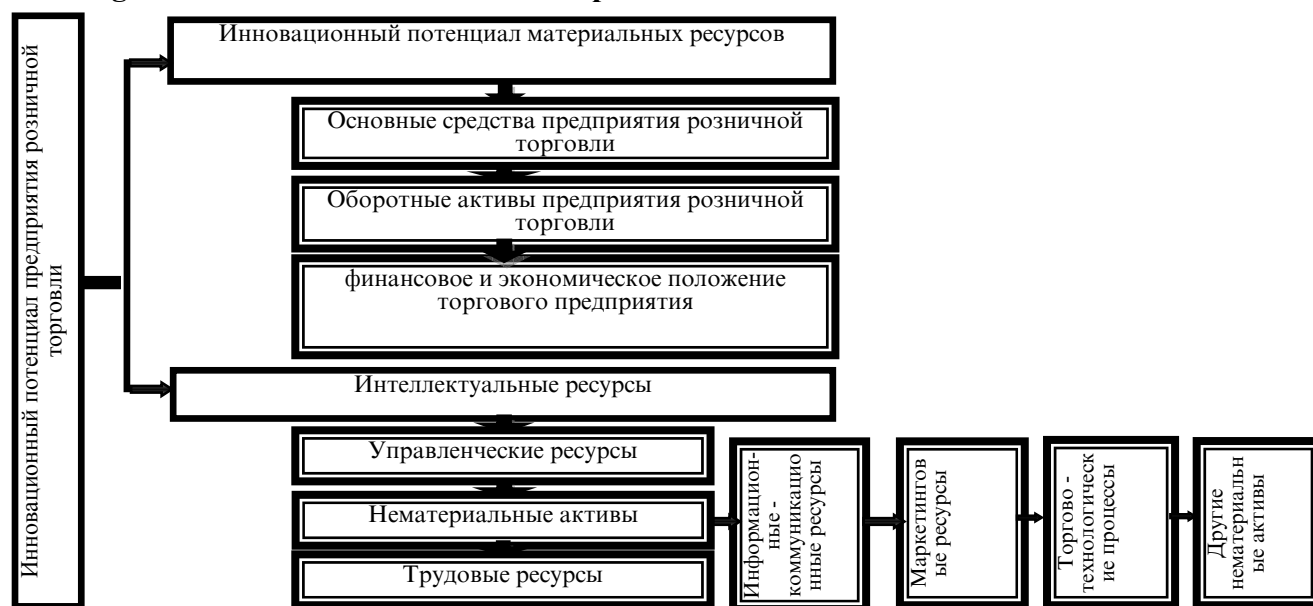 Инновационный потенциал предприятия розничной
торговли
Инновационный потенциал материальных ресурсов
Основные средства предприятия розничной
торговли
Оборотные активы предприятия розничной
торговли
финансовое и экономическое положение
торгового предприятия
Интеллектуальные ресурсы
Управленческие ресурсы
Нематериальные активы
Трудовые ресурсы
Информацион-
ные -
коммуникацио
нные ресурсы
Маркетингов
ые ресурсы
Торгово -
технологическ
ие процессы
Другие
нематериальн
ые активы